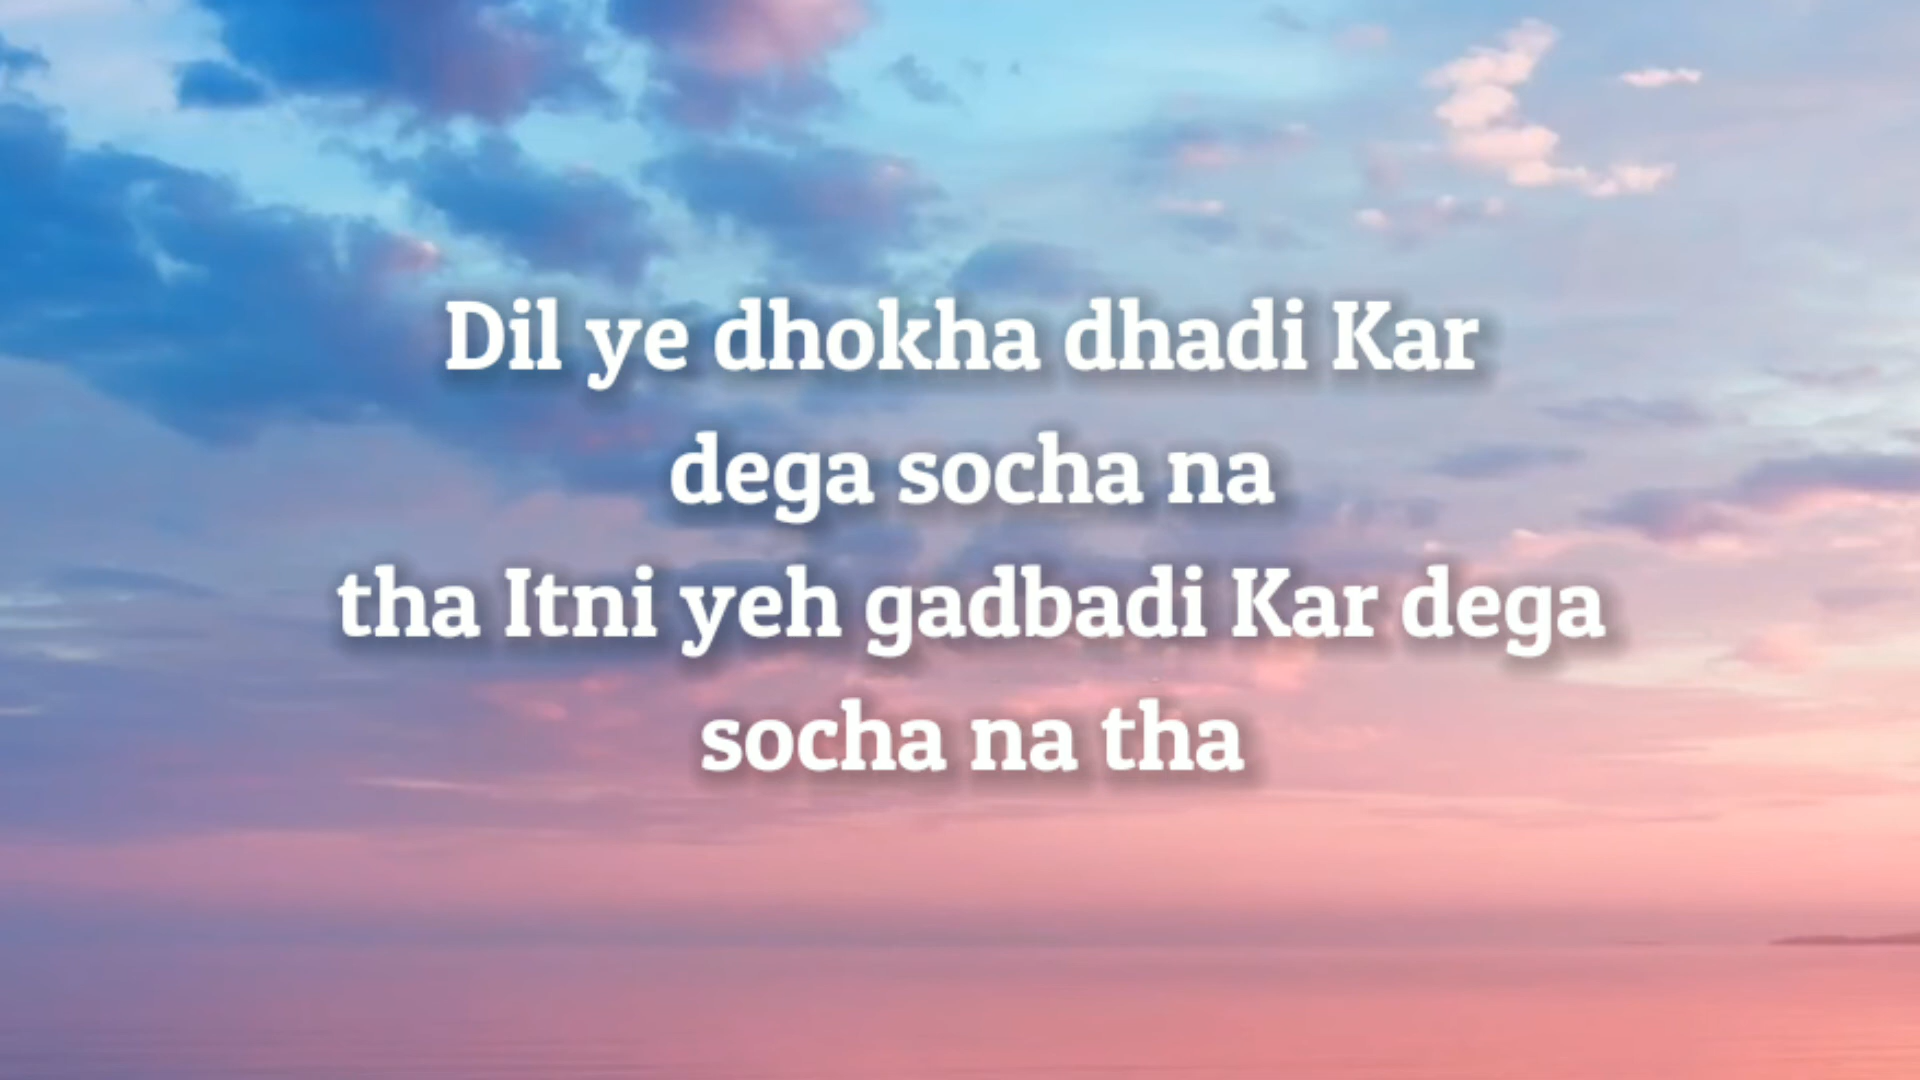 Dil ye dhokha dhadi Kar
dega socha na
tha Itni yeh gadbadi Kar dega
socha na tha